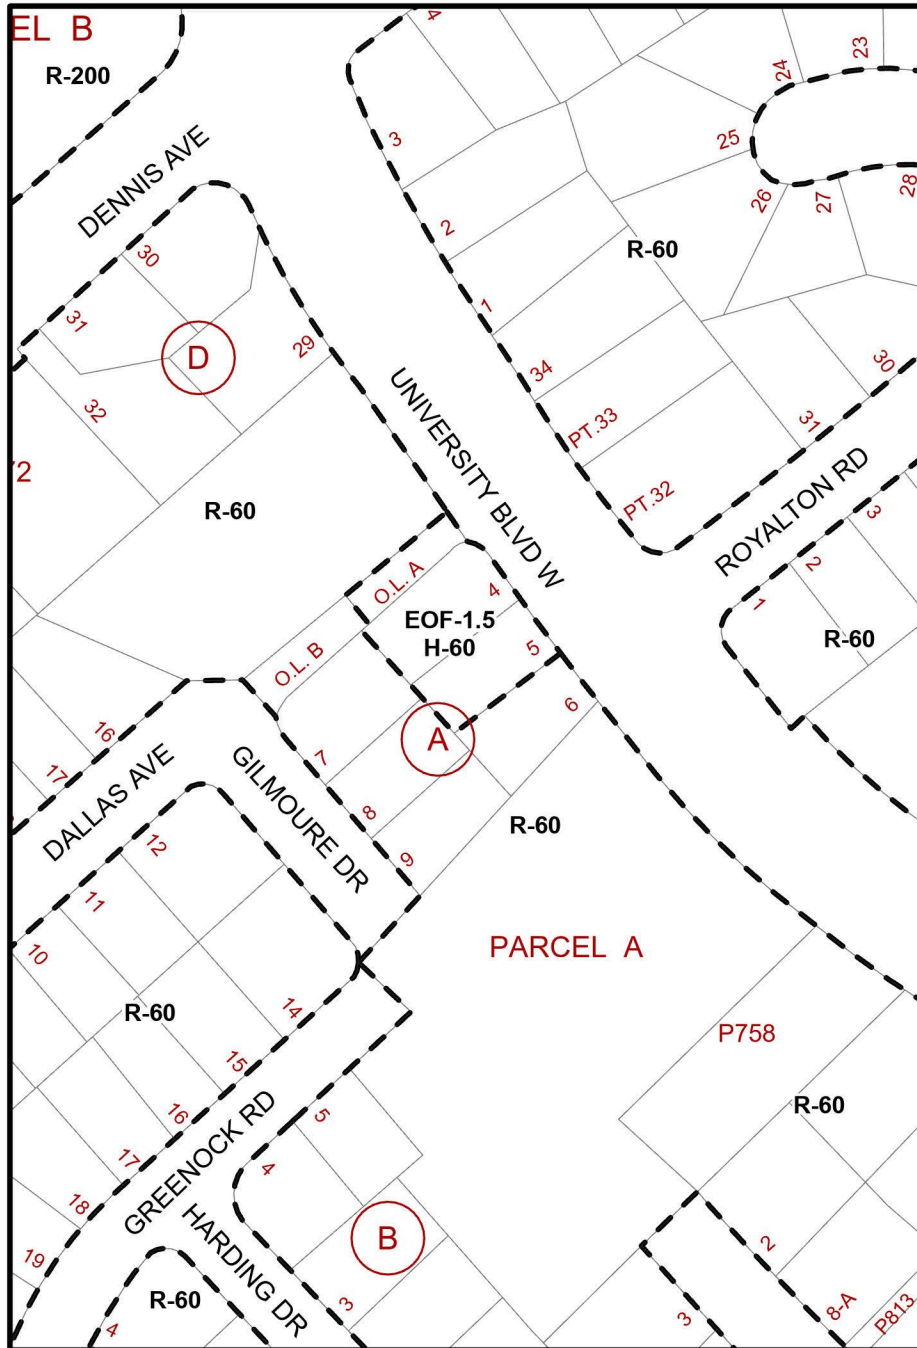 EL B
R-200
4
23
24
3
25
DENNIS AVE
26
27
28
2
R-60
30
31
1
D
29
34
30
32
PT.33
31
UNIVERSITY BLVD W
/2
PT.32
ROYALTON RD
R-60
3
2
O.L. A
4
1
EOF-1.5
H-60
R-60
5
O.L. B
6
16
A
7
17
DALLAS AVE
GILMOURE DR
8
R-60
12
9
11
10
PARCEL A
R-60
14
P758
15
R-60
16
5
GREENOCK RD
17
4
18
HARDING DR
B
2
19
R-60
3
8-A
P813
3
4